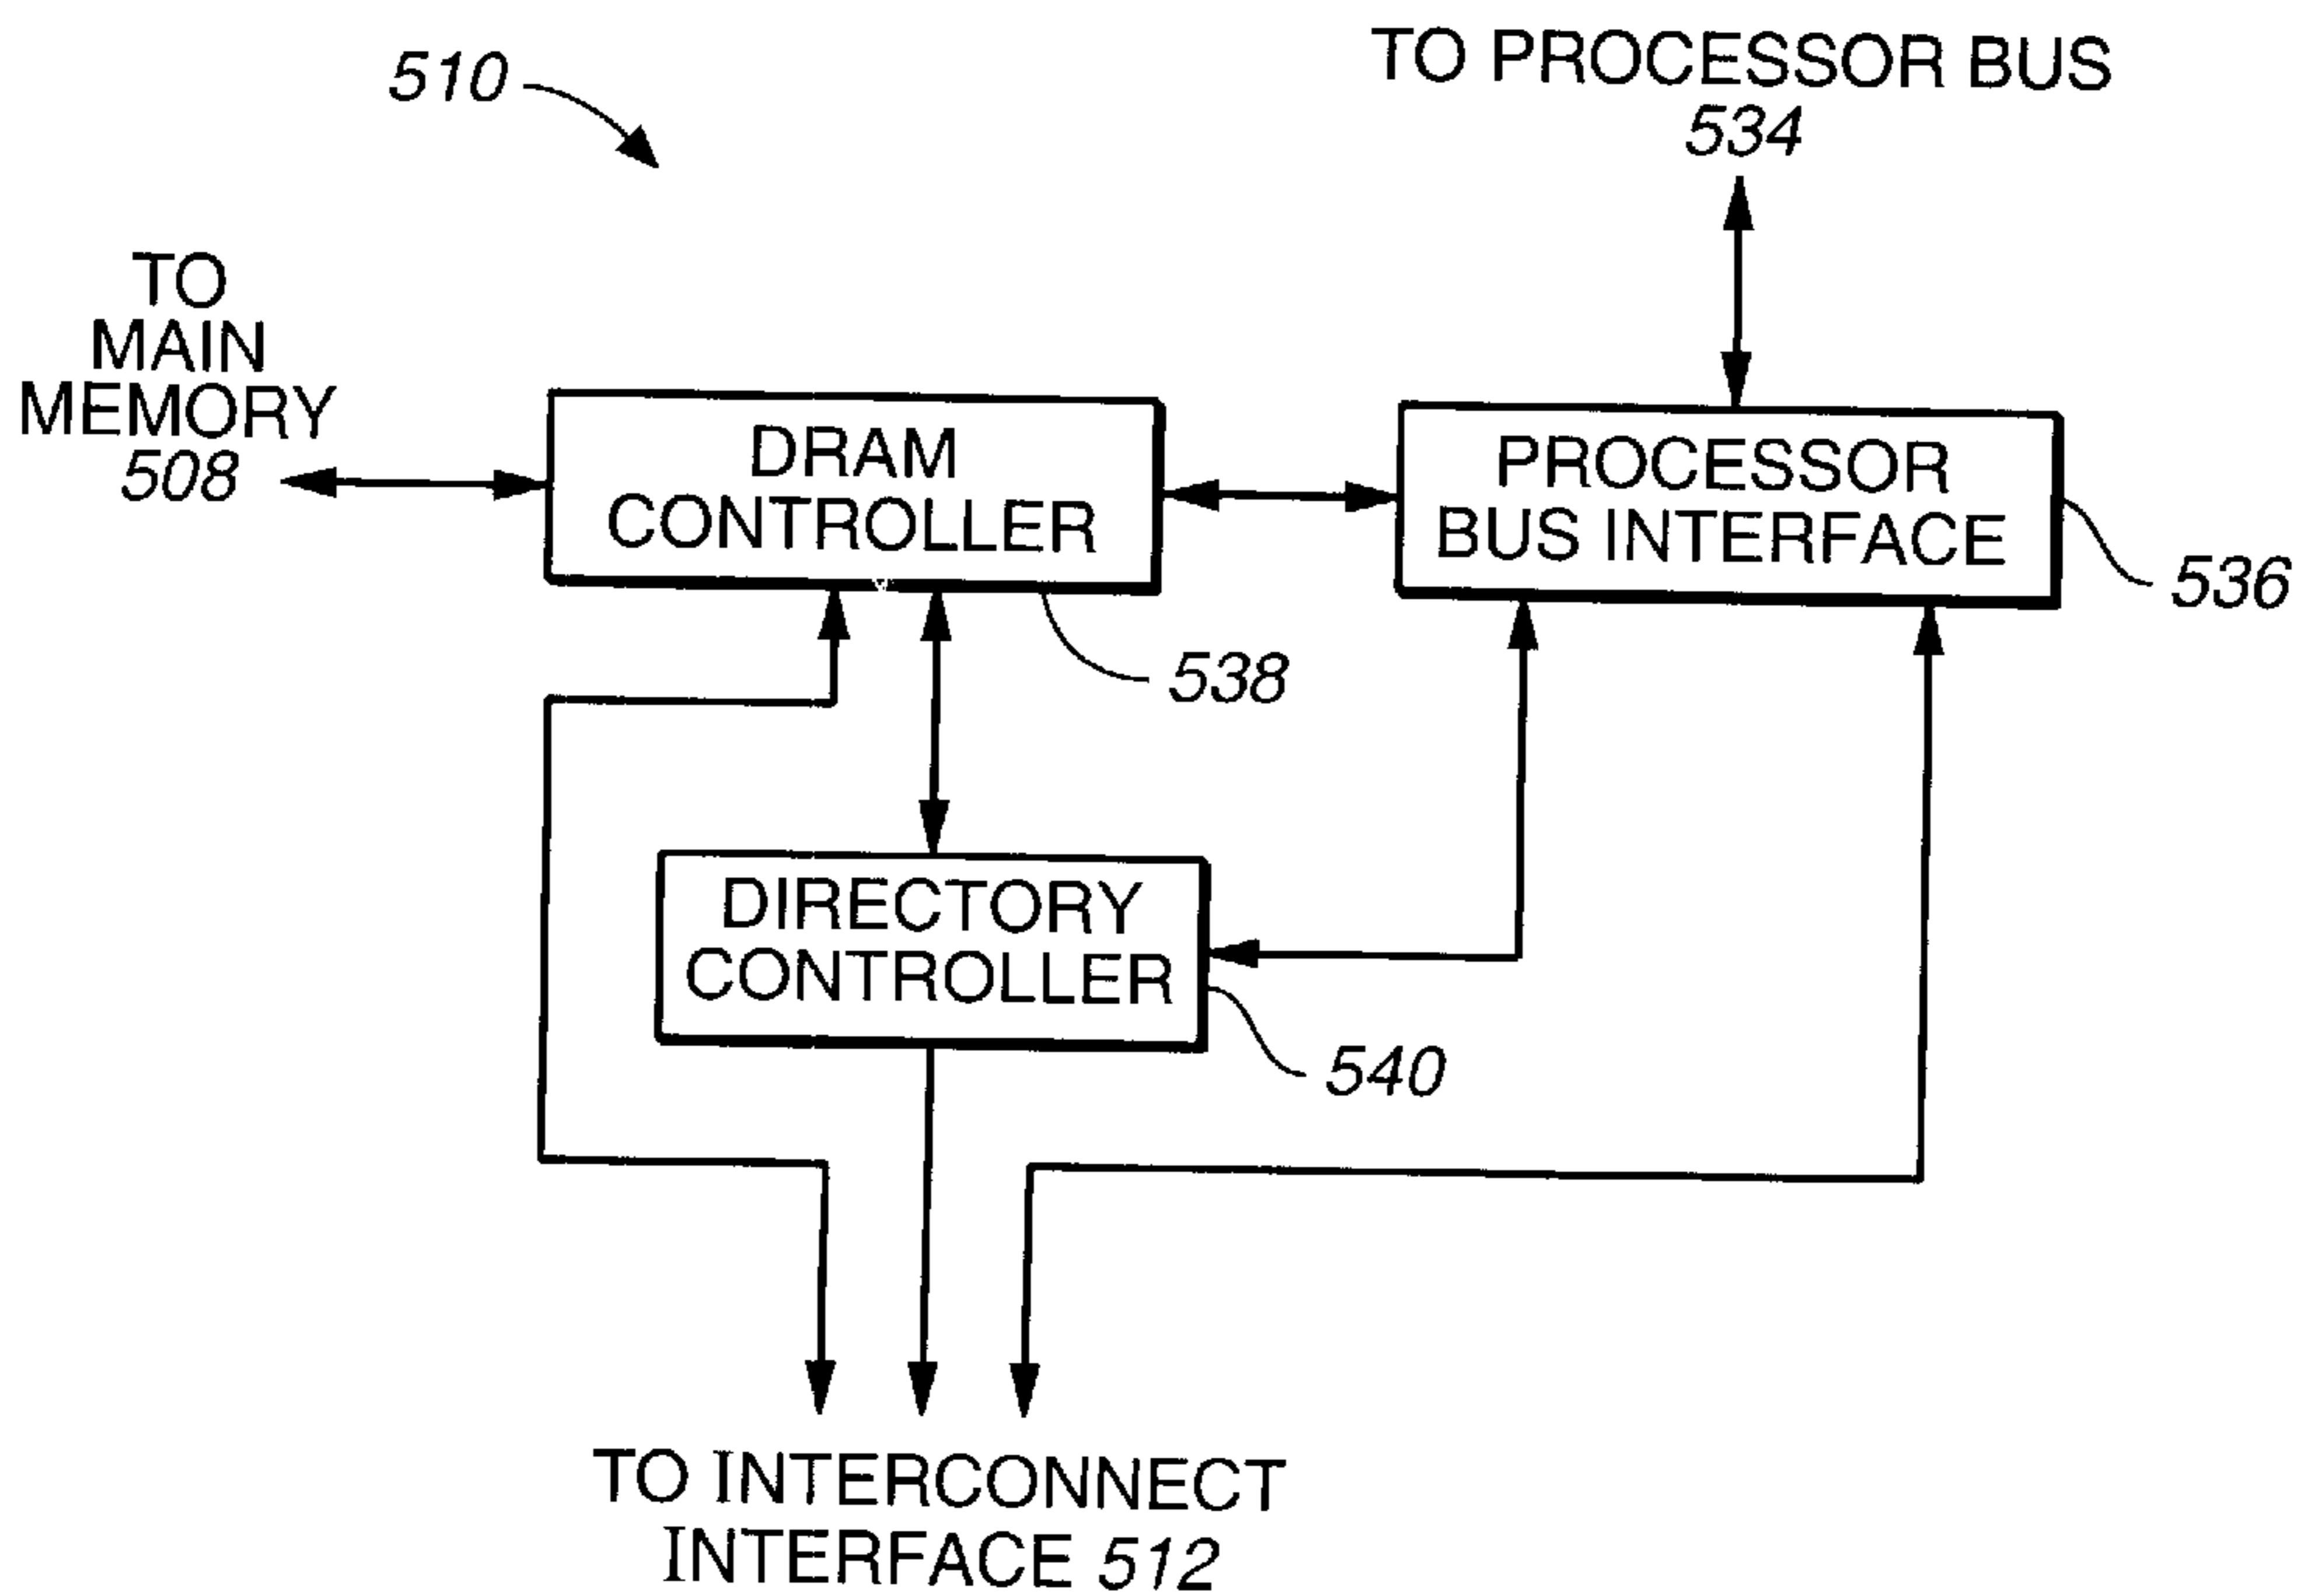 510
TO PROCESSOR BUS
534
TO
MAIN
MEMORY
508
DRAM
CONTROLLER
PROCESSOR
BUS INTERFACE
536
538
DIRECTORY
CONTROLLER
540
TO INTERCONNECT
INTERFACE 512